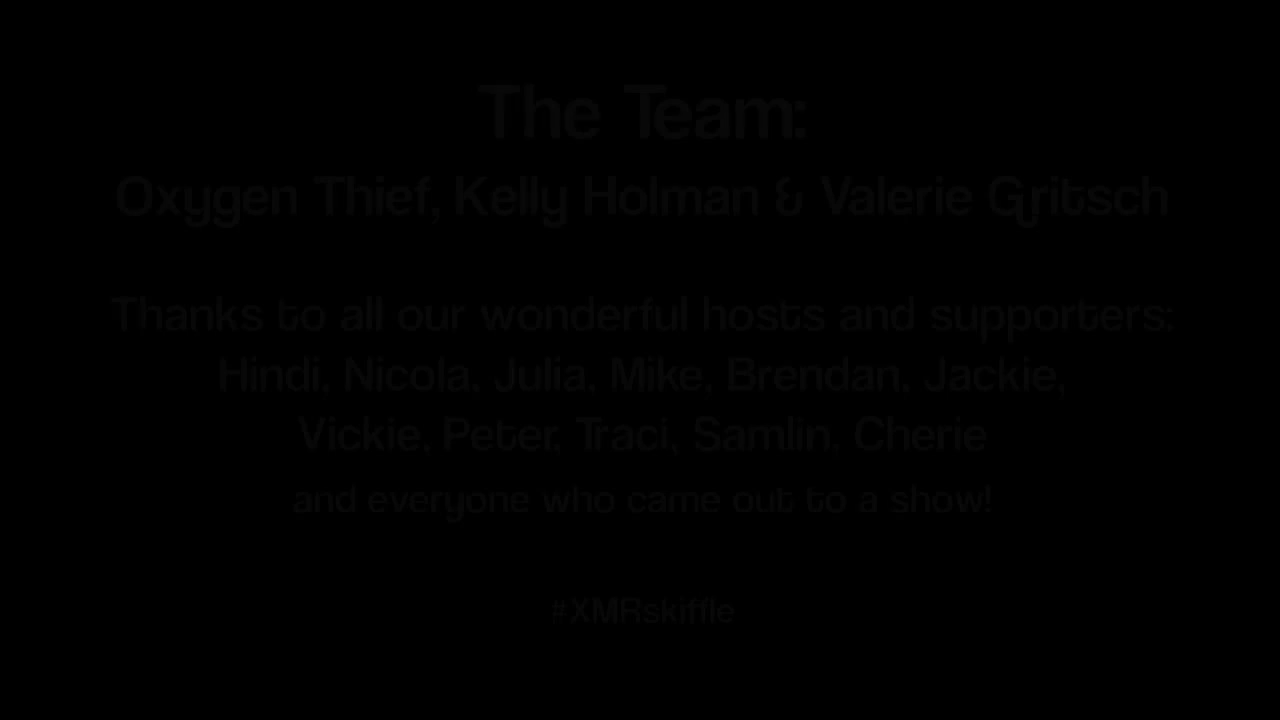 The Team:
Oxygen Thief, Kelly Holman & Valerie Gritsch
Thanks to all our wonderful hosts and supporters:
Hindi, Nicola, Julia, Mike, Brendan, Jackie,
Vickie, Peter, Traci, Samlin, Cherie
and everyone who came out to a show!
#XMRskiffle